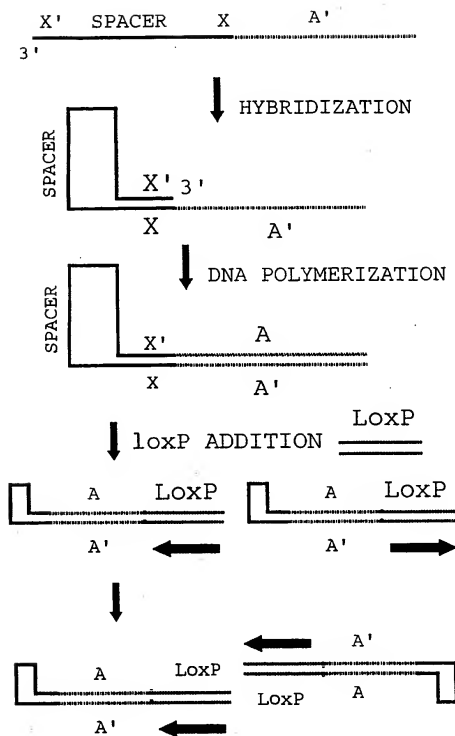 X' SPACER X A'
3'
HYBRIDIZATION
SPACER
X' 3'
X A'
DNA POLYMERIZATION
SPACER
X' A
X A'
loxP ADDITION LoxP
A LoxP A LoxP
A' A'
A'
A LoxP
LoxP A
A'